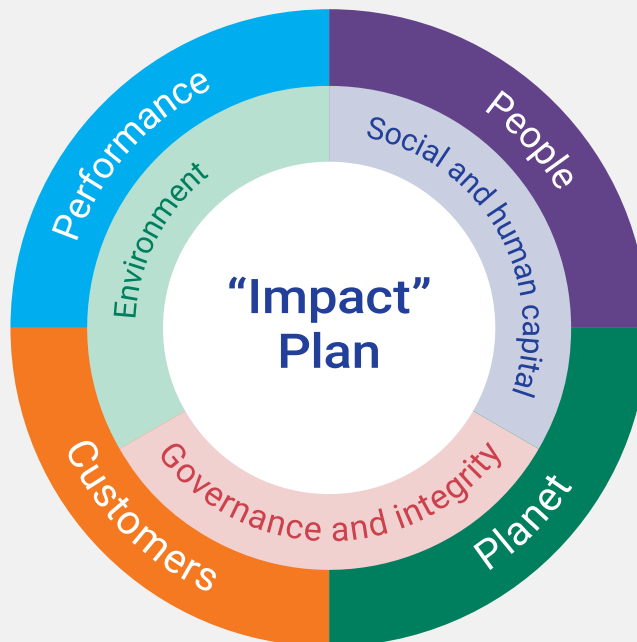 Performance
People
Environment
Social and human capital
“Impact”
Plan
Governance and integrity
Customers
Planet